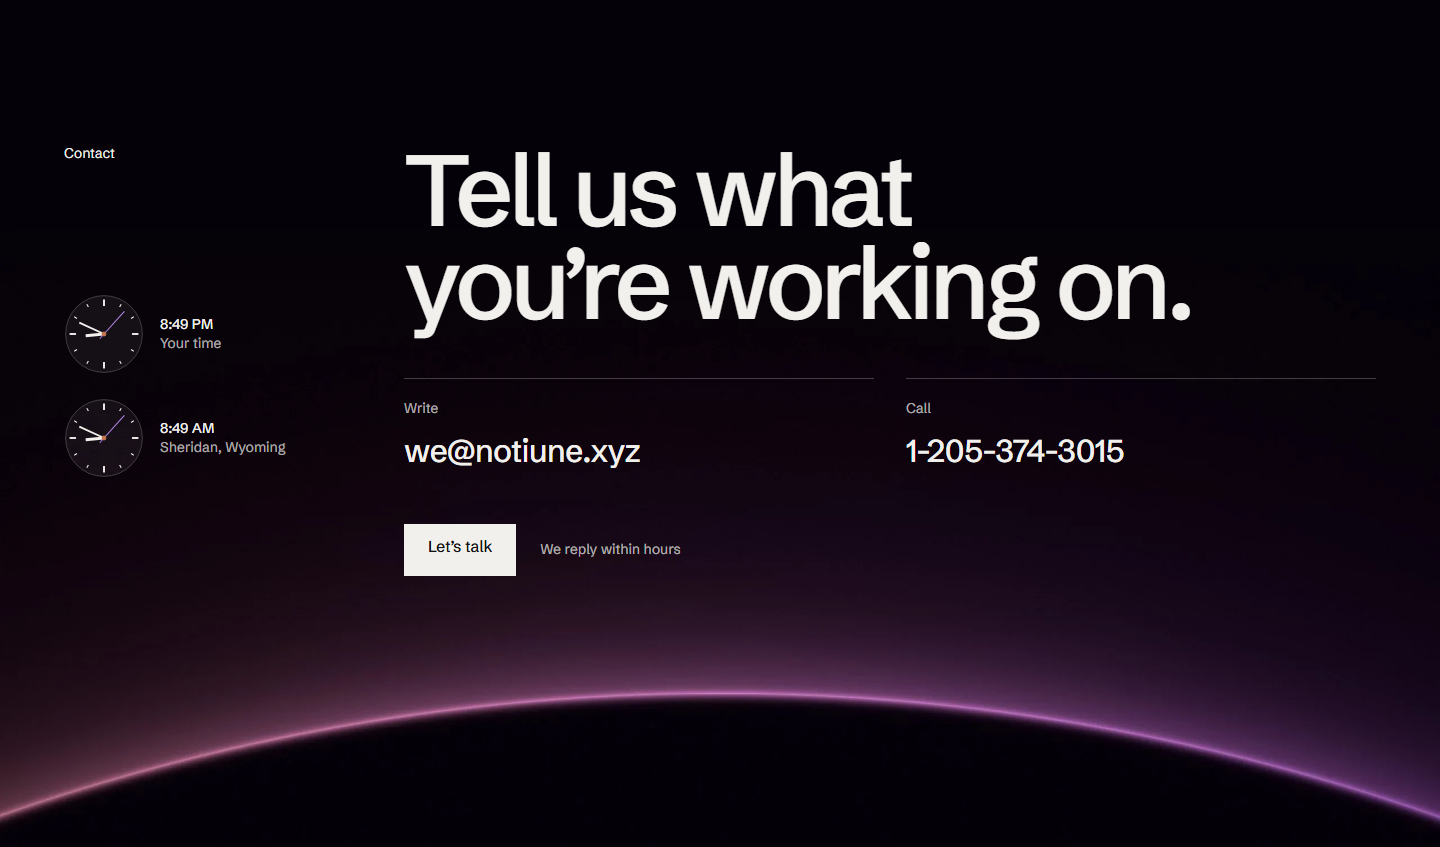 Contact
Tell us what
you’re working on.
8:49 PM
Your time
8:49 AM
Sheridan, Wyoming
Write
we@notiune.xyz
Call
1-205-374-3015
Let’s talk
We reply within hours